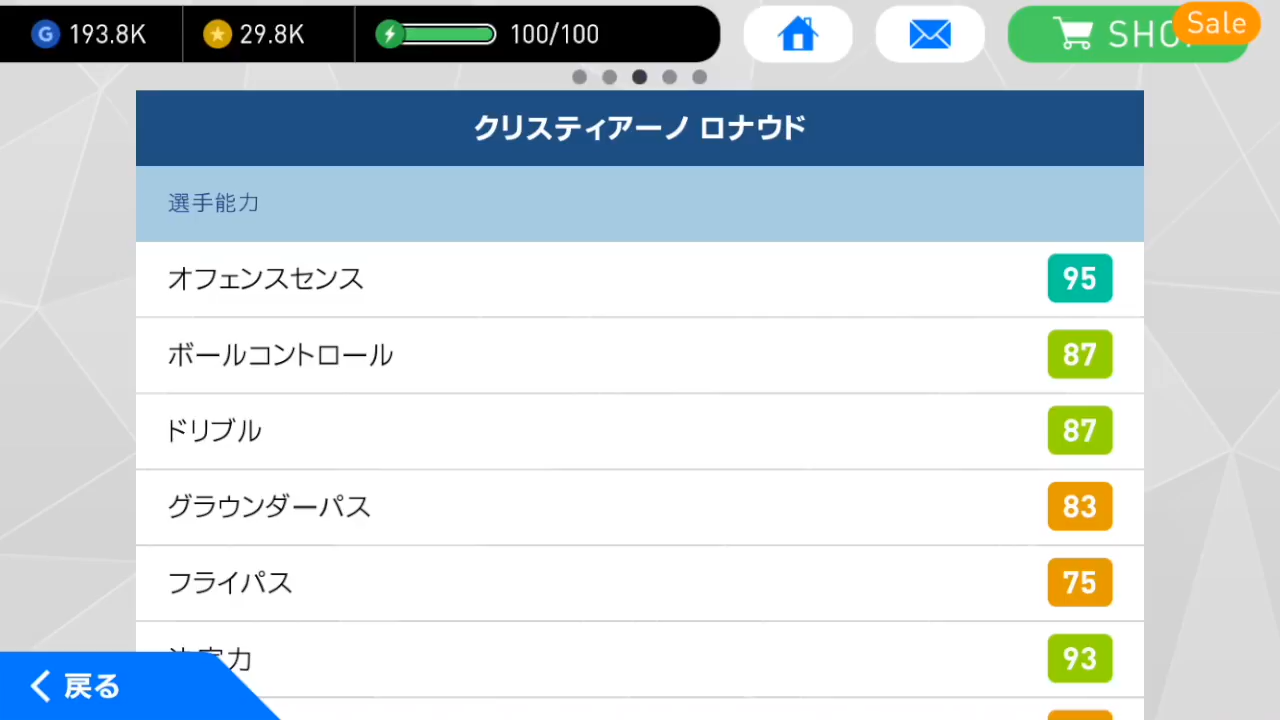 G 193.8K 29.8K 100/100 Sale
クリスティアーノ ロナウド
選手能力
オフェンスセンス 95
ボールコントロール 87
ドリブル 87
グラウンダーパス 83
フライパス 75
力 93
戻る